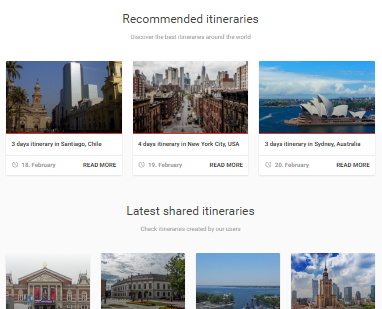 Recommended itineraries
Discover the best itineraries around the world
3 days itinerary in Santiago, Chile
4 days itinerary in New York City, USA
3 days itinerary in Sydney, Australia
18. February READ MORE
19. February READ MORE
20. February READ MORE
Latest shared itineraries
Check itineraries created by our users